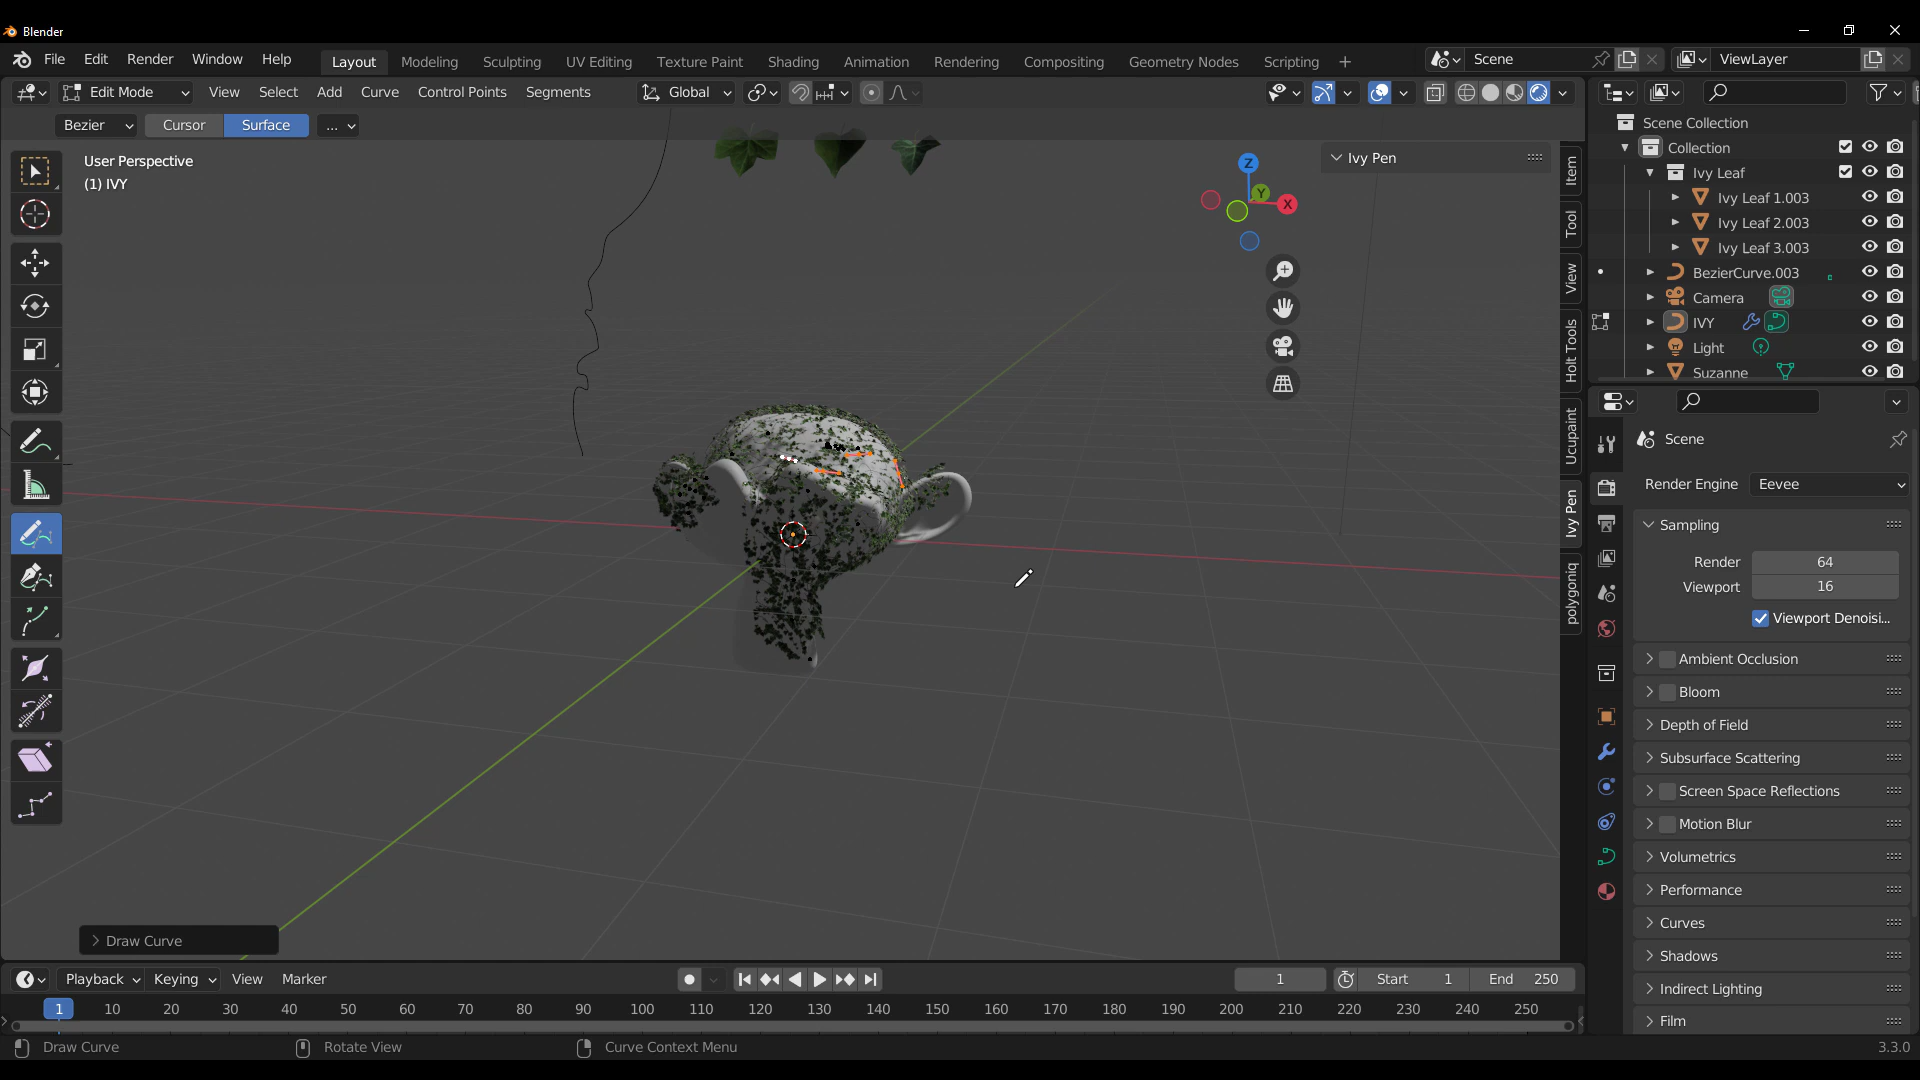 Blender
File Edit Render Window Help Layout Modeling Sculpting UV Editing Texture Paint Shading Animation Rendering Compositing Geometry Nodes Scripting + Scene ViewLayer
Edit Mode View Select Add Curve Control Points Segments Global
Bezier Cursor Surface ...
User Perspective
(1) IVY
Ivy Pen
Z
Y
X
Item
Tool
View
Holt Tools
Ucupaint
Ivy Pen
polygoniq
Scene Collection
Collection
Ivy Leaf
Ivy Leaf 1.003
Ivy Leaf 2.003
Ivy Leaf 3.003
BezierCurve.003
Camera
IVY
Light
Suzanne
Scene
Render Engine Eevee
Sampling
Render 64
Viewport 16
Viewport Denoisi...
Ambient Occlusion
Bloom
Depth of Field
Subsurface Scattering
Screen Space Reflections
Motion Blur
Volumetrics
Performance
Curves
Shadows
Indirect Lighting
Film
Draw Curve
Playback Keying View Marker 1 Start 1 End 250
1 10 20 30 40 50 60 70 80 90 100 110 120 130 140 150 160 170 180 190 200 210 220 230 240 250
Draw Curve Rotate View Curve Context Menu 3.3.0